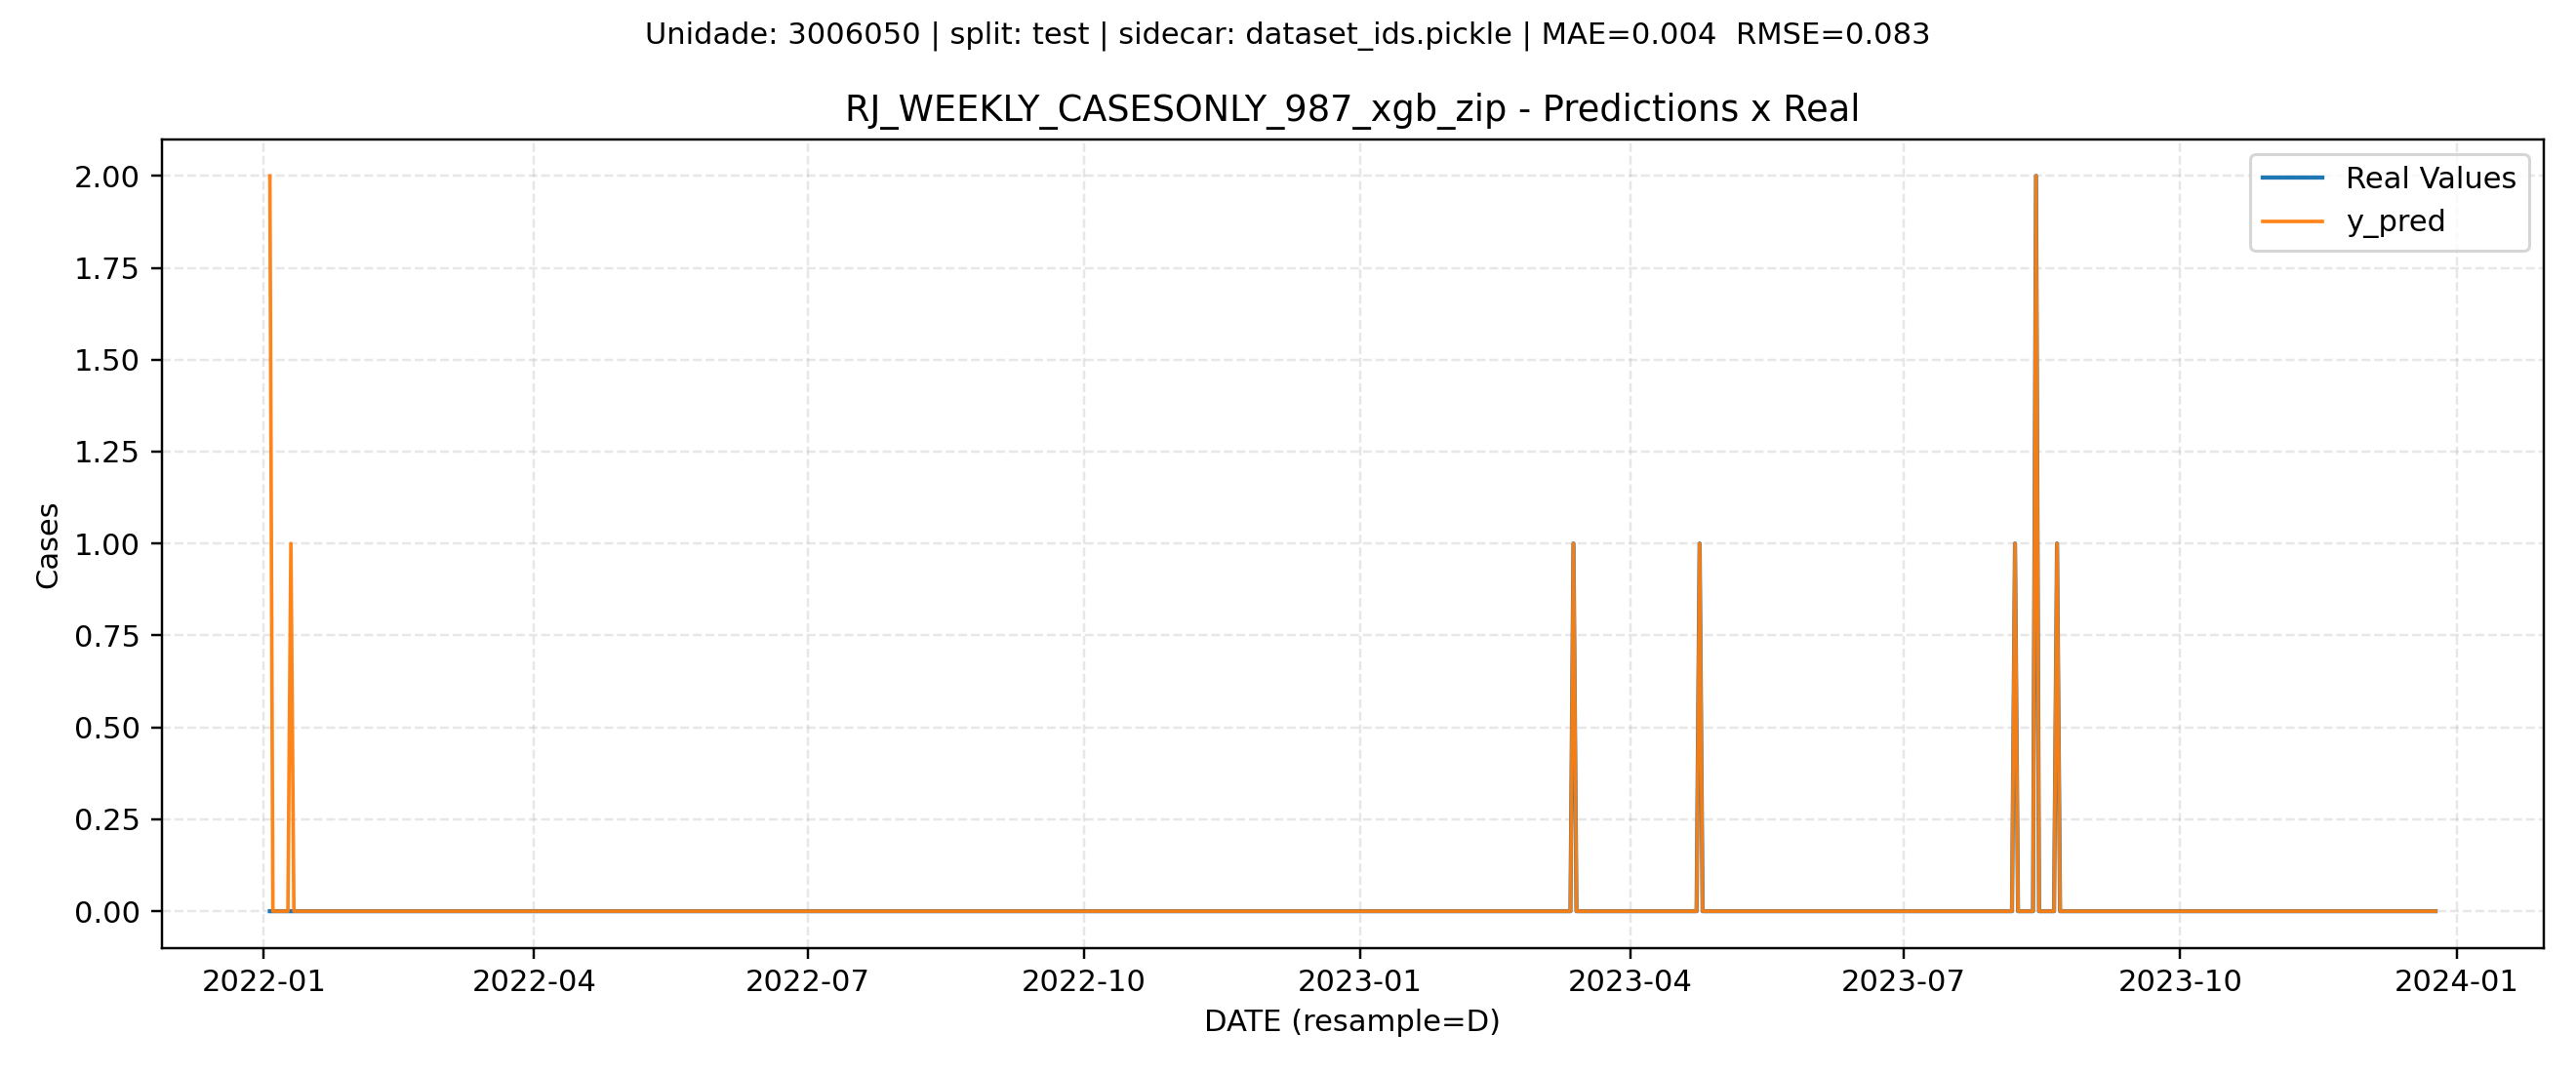 Unidade: 3006050 | split: test | sidecar: dataset_ids.pickle | MAE=0.004  RMSE=0.083
RJ_WEEKLY_CASESONLY_987_xgb_zip - Predictions x Real
Real Values
y_pred
2.00
1.75
1.50
1.25
1.00
0.75
0.50
0.25
0.00
Cases
2022-01 2022-04 2022-07 2022-10 2023-01 2023-04 2023-07 2023-10 2024-01
DATE (resample=D)